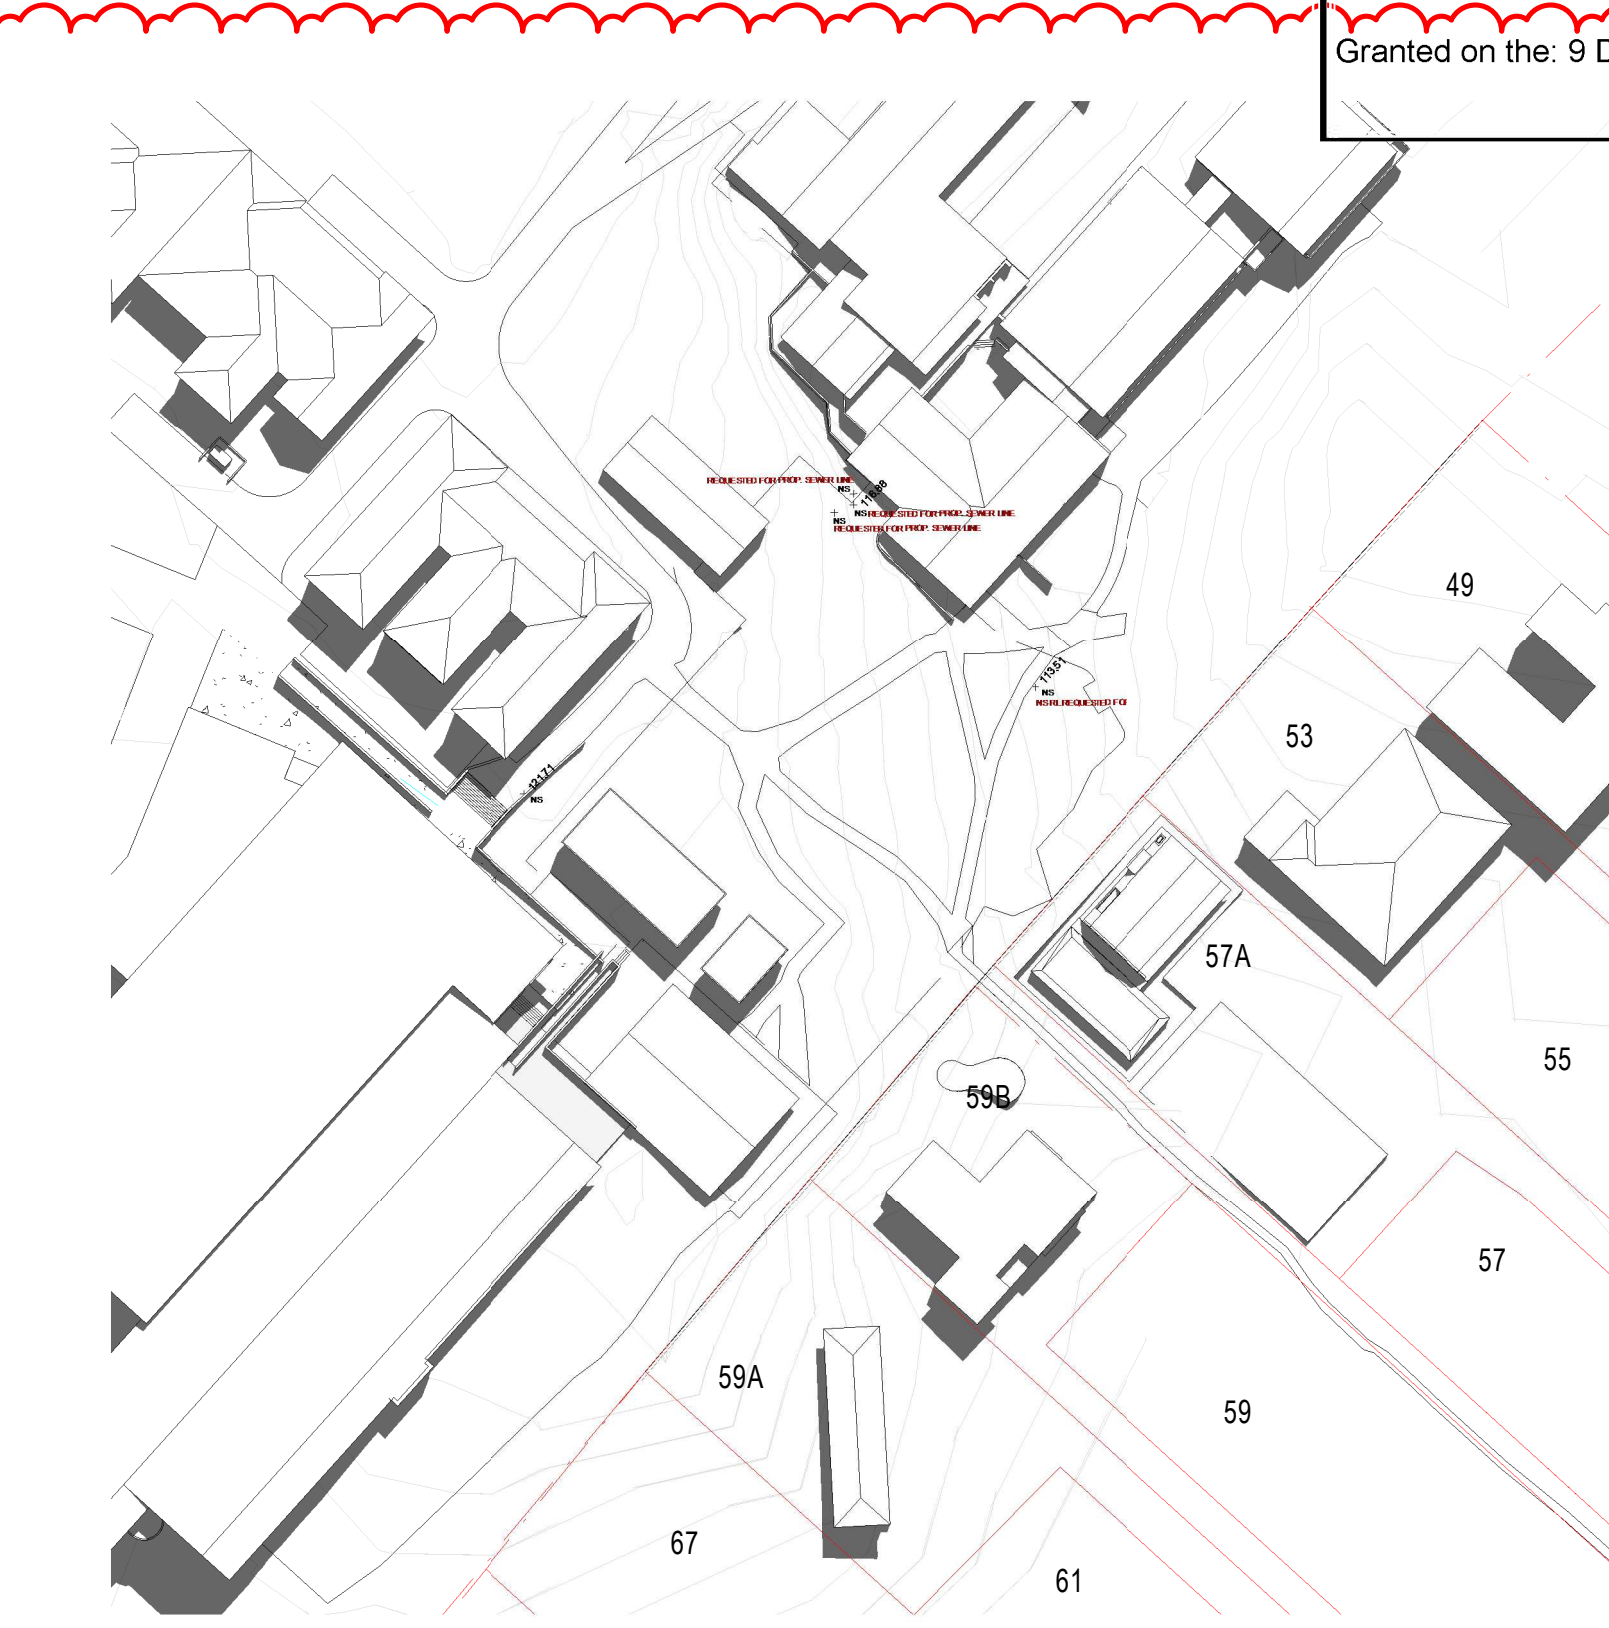 Granted on the: 9 D
REQUESTED FOR PROP. SEWER LINE
NS
116.88
NS REQUESTED FOR PROP. SEWER LINE
NS
REQUESTED FOR PROP. SEWER LINE
49
113.51
NS
NS RL REQUESTED FOR
53
121.71
NS
57A
55
59B
57
59A
59
67
61